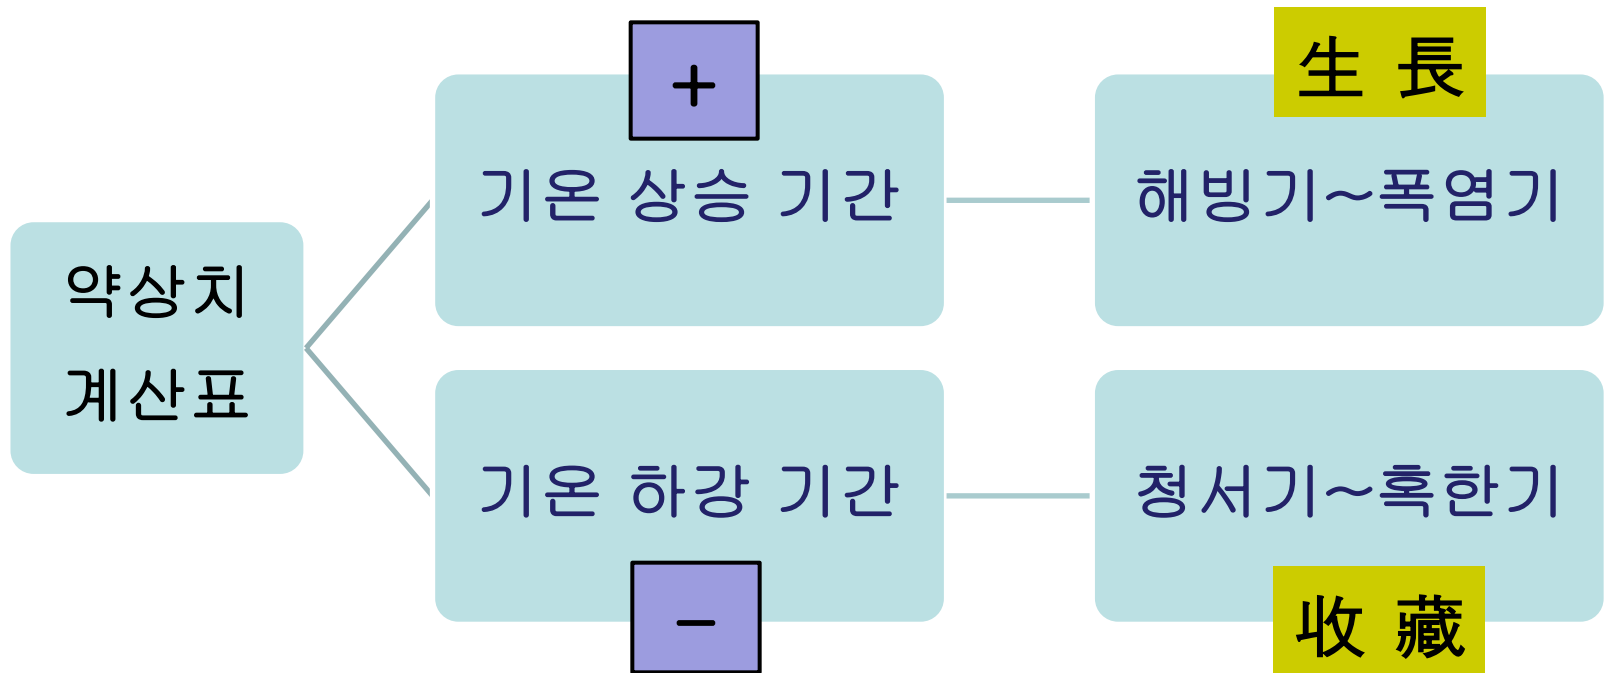 약상치
계산표
+
기온 상승 기간
生 長
해빙기~폭염기
기온 하강 기간
−
청서기~혹한기
收 藏